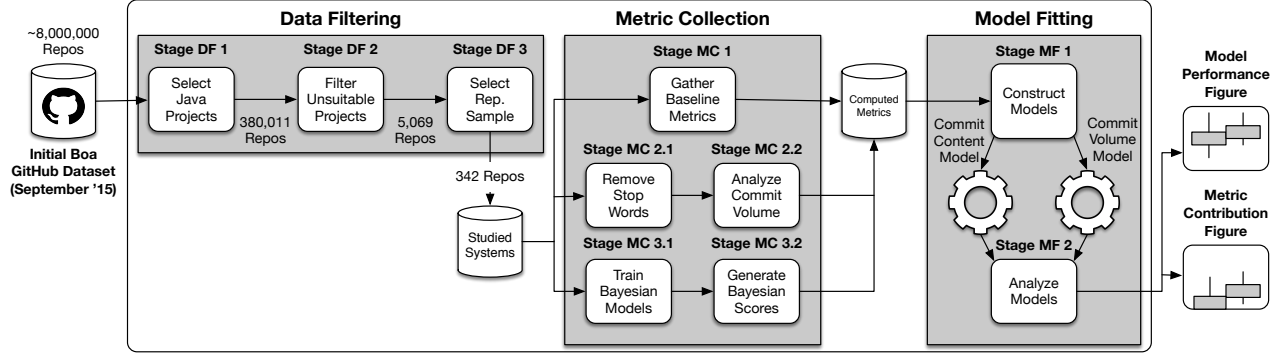 Data Filtering
Metric Collection
Model Fitting
~8,000,000
Repos
Initial Boa
GitHub Dataset
(September '15)
Stage DF 1
Select
Java
Projects
380,011
Repos
Stage DF 2
Filter
Unsuitable
Projects
5,069
Repos
Stage DF 3
Select
Rep.
Sample
342 Repos
Studied
Systems
Stage MC 1
Gather
Baseline
Metrics
Stage MC 2.1
Remove
Stop
Words
Stage MC 2.2
Analyze
Commit
Volume
Stage MC 3.1
Train
Bayesian
Models
Stage MC 3.2
Generate
Bayesian
Scores
Computed
Metrics
Stage MF 1
Construct
Models
Commit
Content
Model
Commit
Volume
Model
Stage MF 2
Analyze
Models
Model
Performance
Figure
Metric
Contribution
Figure